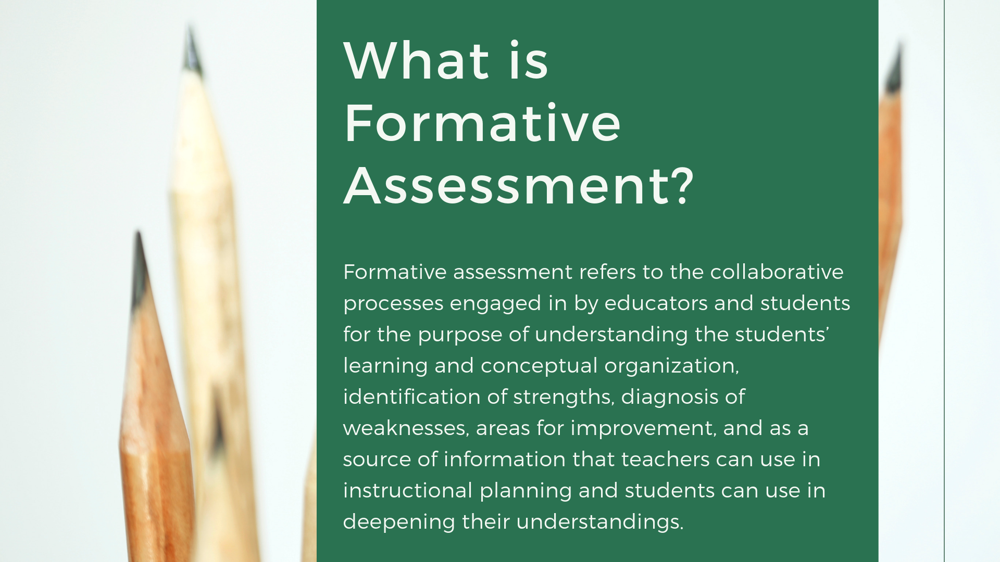 What is
Formative
Assessment?
Formative assessment refers to the collaborative
processes engaged in by educators and students
for the purpose of understanding the students’
learning and conceptual organization,
identification of strengths, diagnosis of
weaknesses, areas for improvement, and as a
source of information that teachers can use in
instructional planning and students can use in
deepening their understandings.